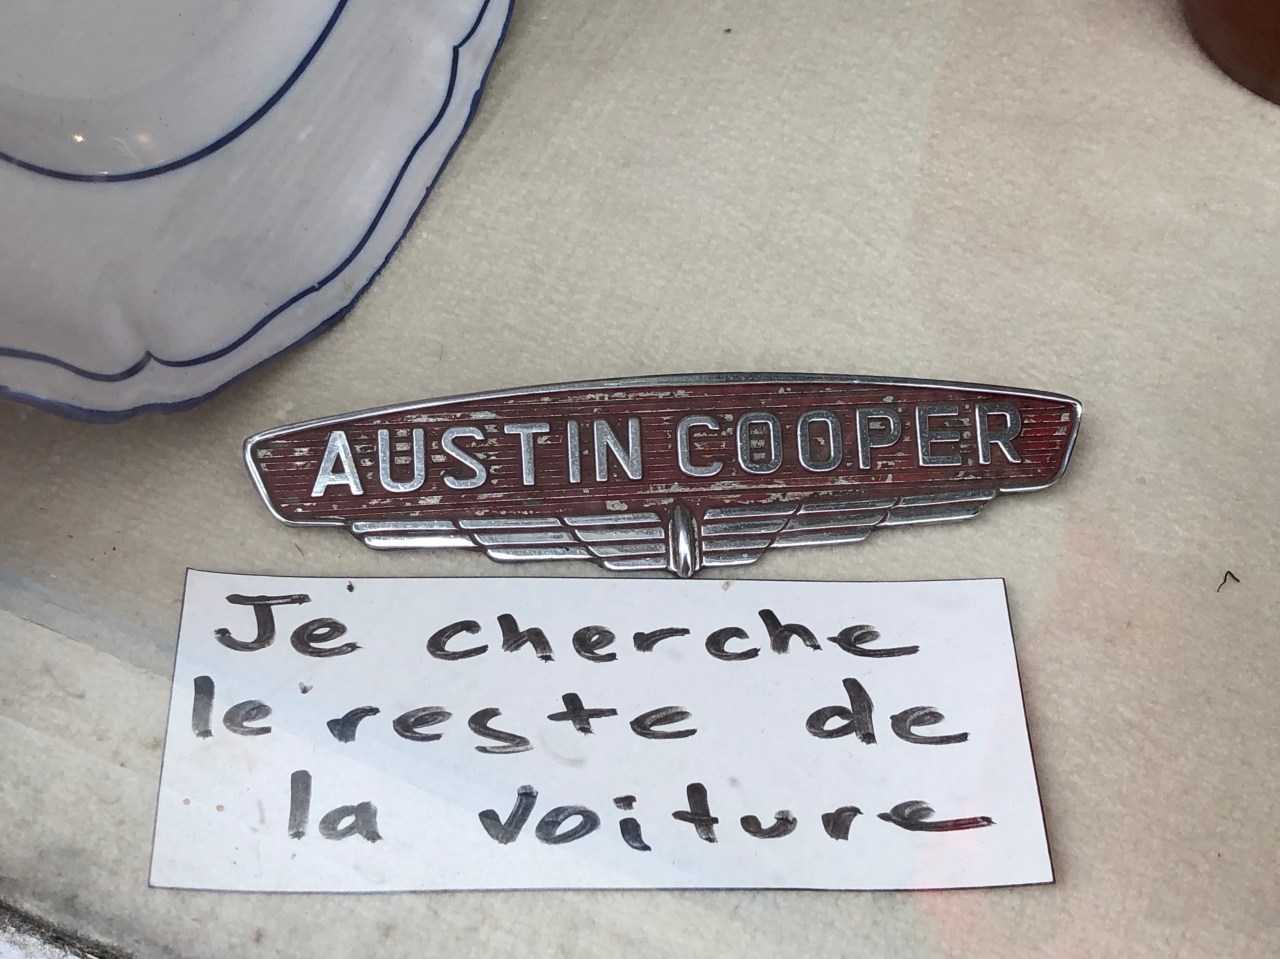 AUSTIN COOPER
Je cherche
le reste de
la voiture